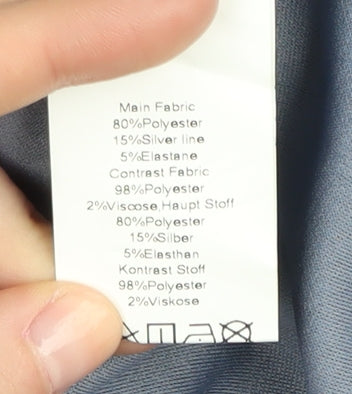 Main Fabric
80%Polyester
15%Silver line
5%Elastane
Contrast Fabric
98%Polyester
2%Viscose,Haupt Stoff
80%Polyester
15%Silber
5%Elasthan
Kontrast Stoff
98%Polyester
2%Viskose